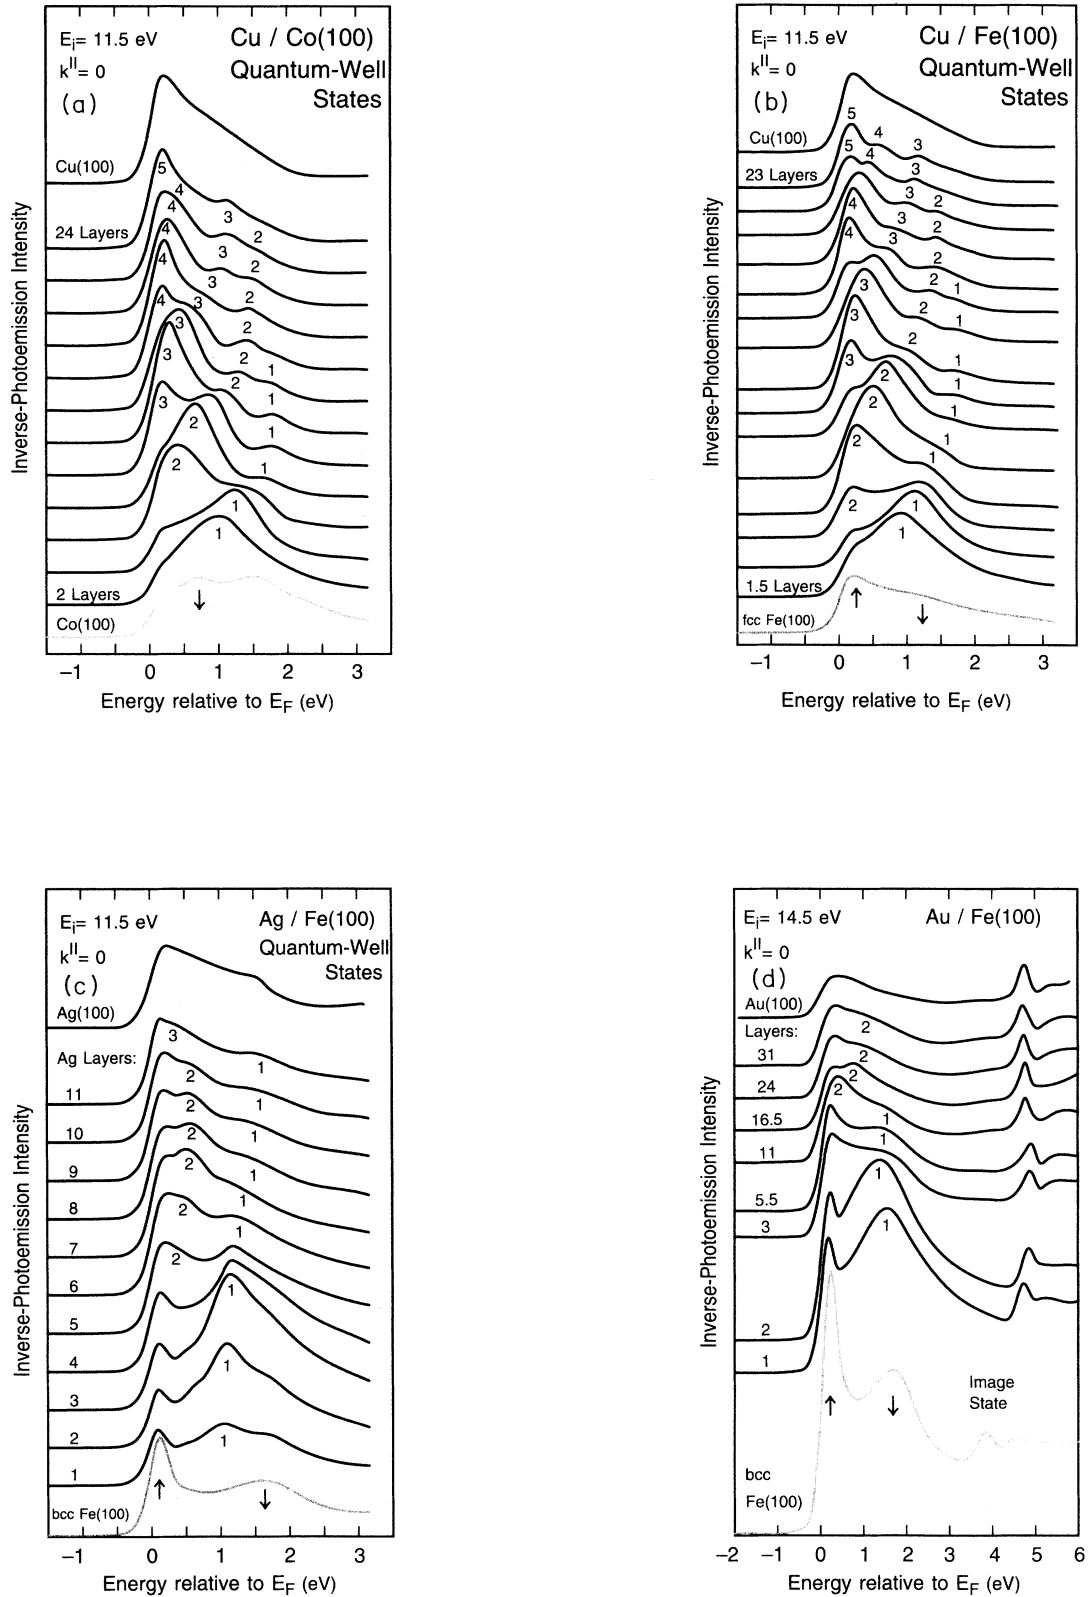 Eᵢ= 11.5 eV
Cu / Co(100)
k^II= 0
Quantum-Well
States
(a)
Cu(100)
24 Layers
2 Layers
Co(100)
5
4
3
4
2
4
3
2
4
3
2
4
3
2
3
2
1
3
2
1
3
2
1
2
1
1
1
↓
−1 0 1 2 3
Energy relative to E_F (eV)
Inverse-Photoemission Intensity
Eᵢ= 11.5 eV
Cu / Fe(100)
k^II= 0
Quantum-Well
States
(b)
Cu(100)
23 Layers
1.5 Layers
fcc Fe(100)
5
4
3
5
4
3
3
2
4
3
2
4
3
2
2
1
3
2
1
3
2
1
3
2
1
2
1
1
2
1
2
1
1
↑ ↓
−1 0 1 2 3
Energy relative to E_F (eV)
Inverse-Photoemission Intensity
Eᵢ= 11.5 eV
Ag / Fe(100)
k^II= 0
Quantum-Well
States
(c)
Ag(100)
Ag Layers:
3
1
11
2
1
10
2
1
9
2
1
8
2
1
7
2
1
6
2
5
1
4
1
3
2
1
1
bcc Fe(100)
↑ ↓
−1 0 1 2 3
Energy relative to E_F (eV)
Inverse-Photoemission Intensity
Eᵢ= 14.5 eV
Au / Fe(100)
k^II= 0
(d)
Au(100)
Layers:
2
31
2
24
2
2
16.5
1
11
1
5.5
1
3
1
2
1
Image
State
bcc
Fe(100)
↑ ↓
−2 −1 0 1 2 3 4 5 6
Energy relative to E_F (eV)
Inverse-Photoemission Intensity